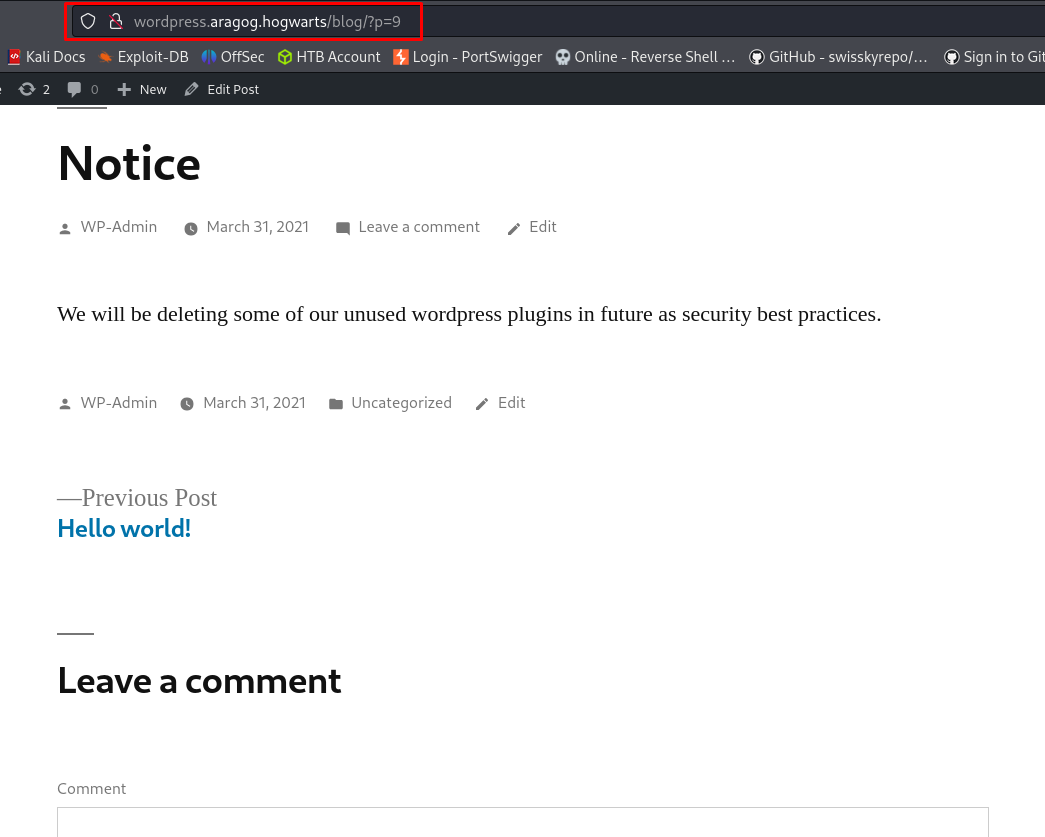 wordpress.aragog.hogwarts/blog/?p=9
Kali Docs Exploit-DB OffSec HTB Account Login - PortSwigger Online - Reverse Shell … GitHub - swisskyrepo/… Sign in to Git
2 0 New Edit Post
Notice
WP-Admin March 31, 2021 Leave a comment Edit
We will be deleting some of our unused wordpress plugins in future as security best practices.
WP-Admin March 31, 2021 Uncategorized Edit
—Previous Post
Hello world!
Leave a comment
Comment